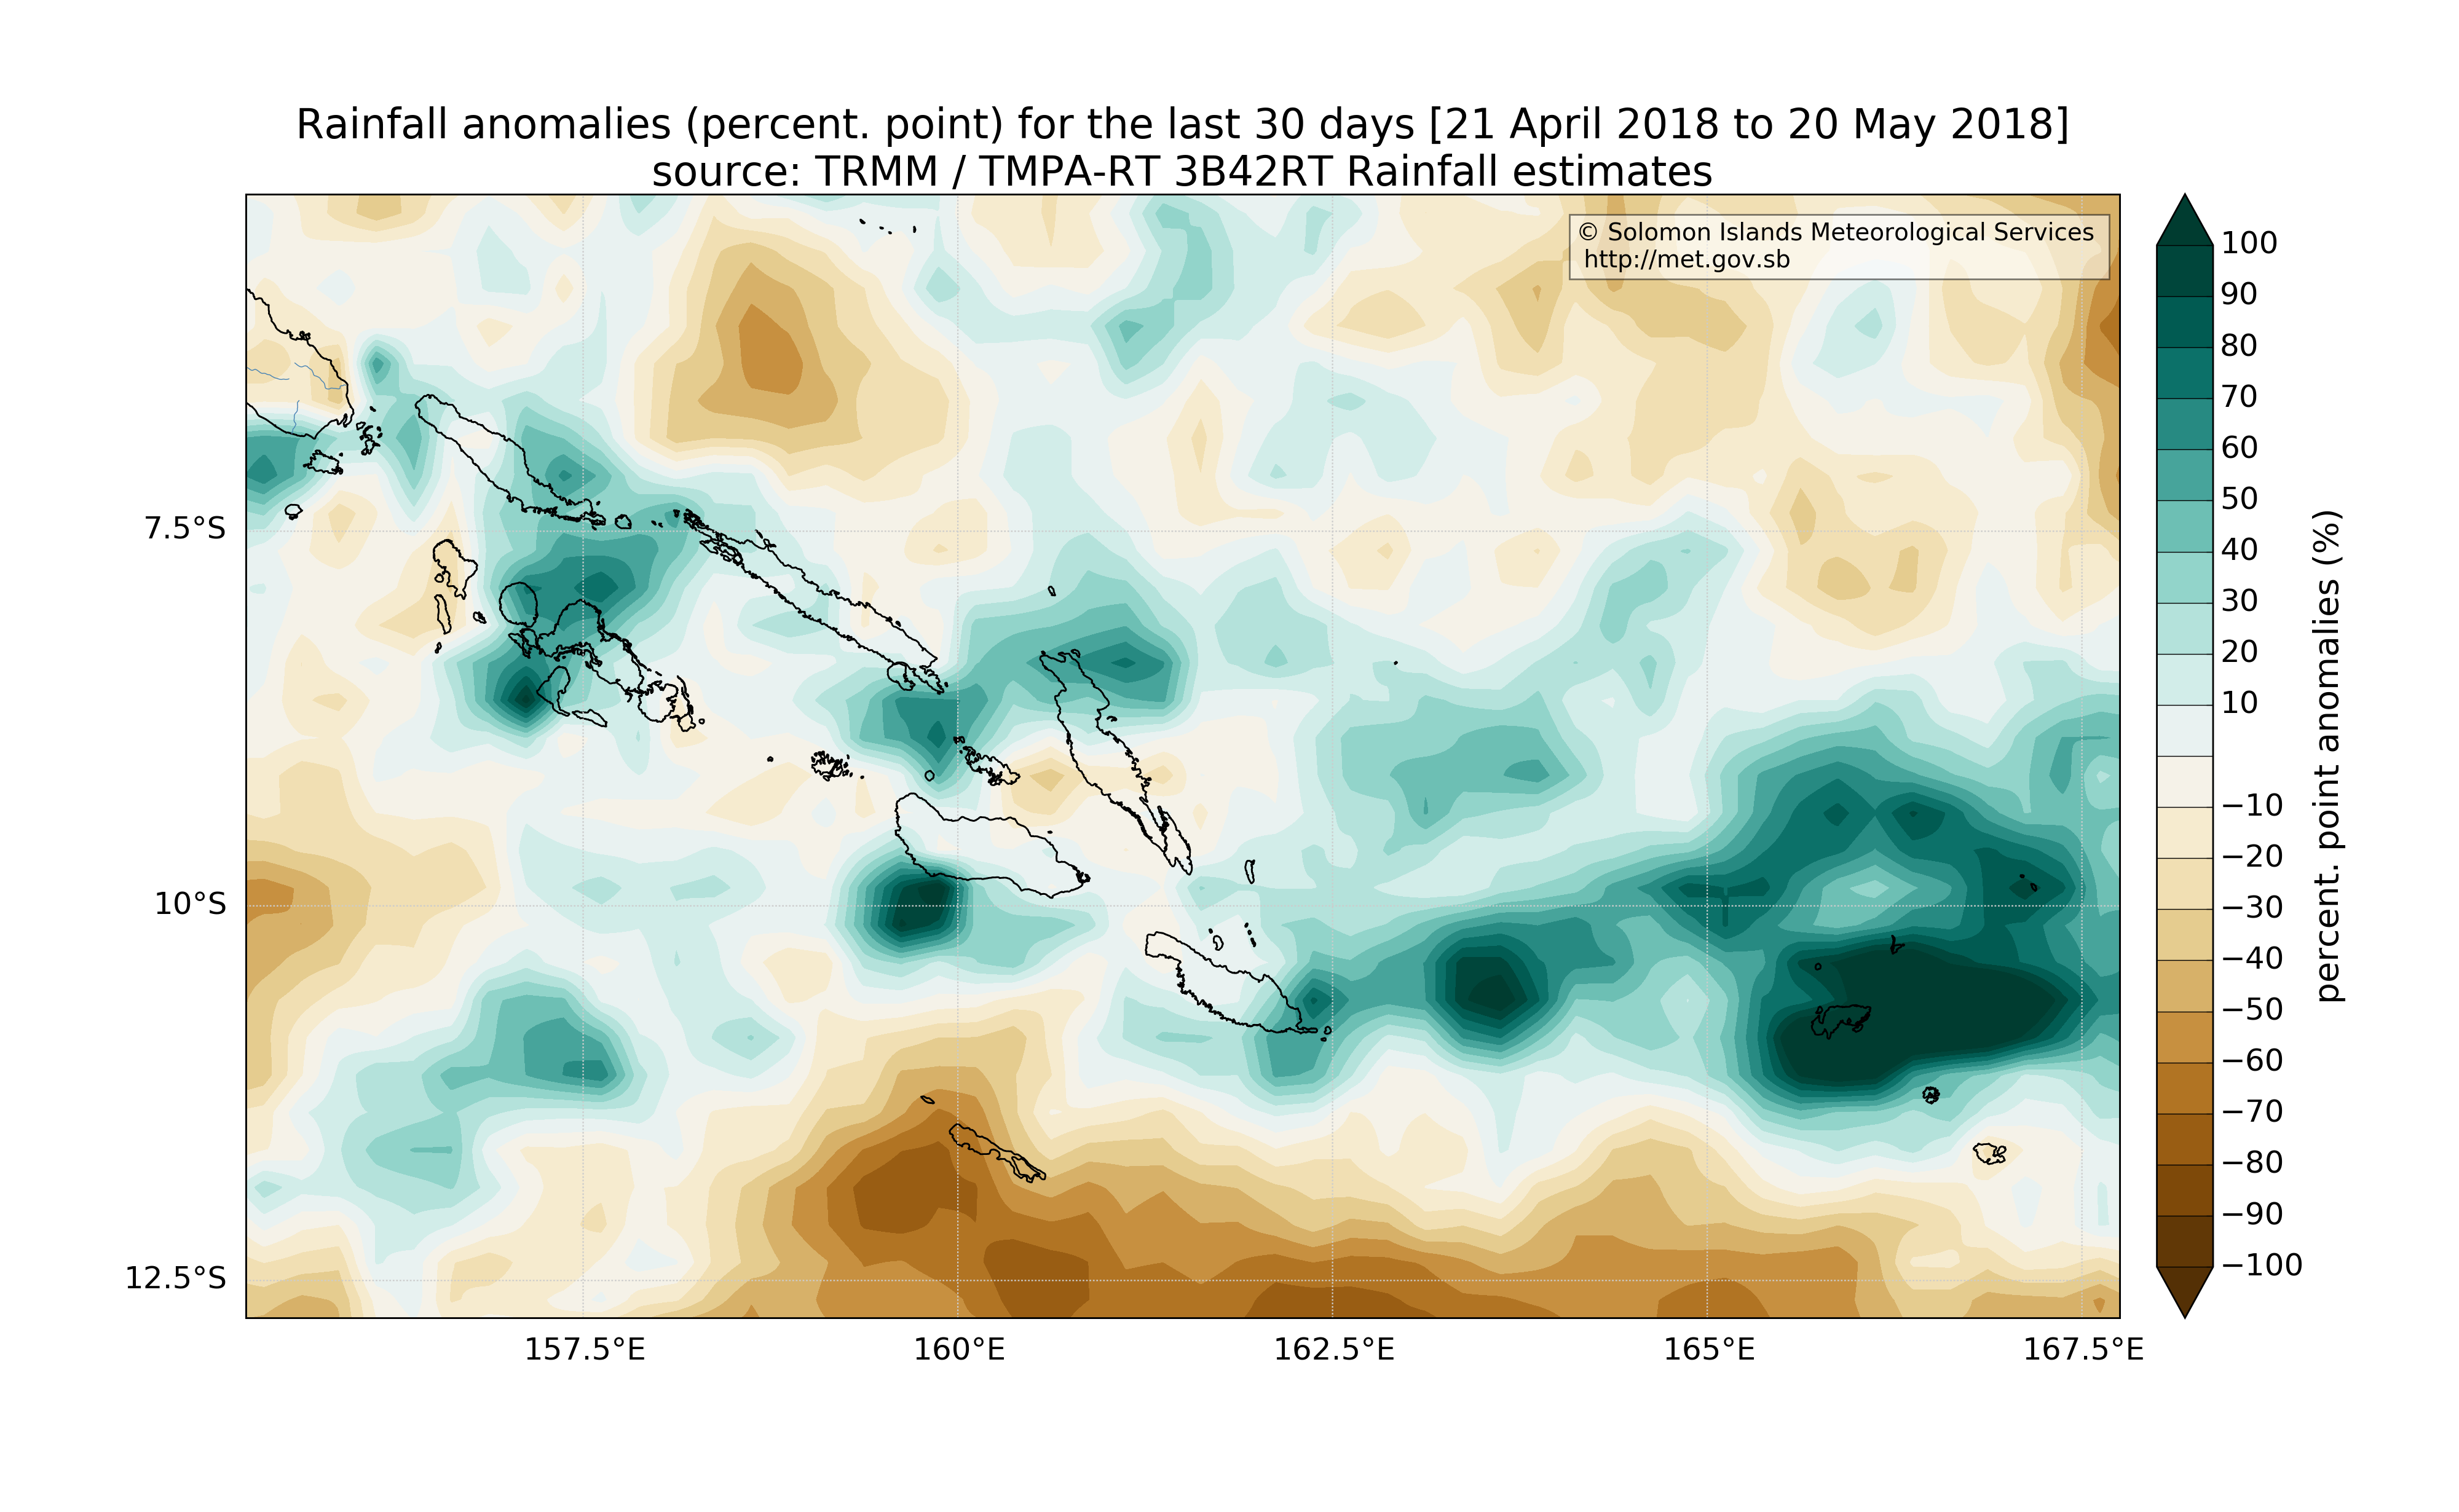 Rainfall anomalies (percent. point) for the last 30 days [21 April 2018 to 20 May 2018]
source: TRMM / TMPA-RT 3B42RT Rainfall estimates
© Solomon Islands Meteorological Services
http://met.gov.sb
7.5°S
10°S
12.5°S
157.5°E
160°E
162.5°E
165°E
167.5°E
100
90
80
70
60
50
40
30
20
10
−10
−20
−30
−40
−50
−60
−70
−80
−90
−100
percent. point anomalies (%)